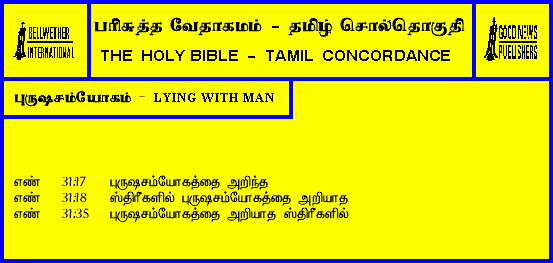 BELLWETHER
INTERNATIONAL
பரிசுத்த வேதாகமம் - தமிழ் சொல்தொகுதி
THE HOLY BIBLE - TAMIL CONCORDANCE
GOOD NEWS
PUBLISHERS
புருஷசம்யோகம் - LYING WITH MAN
எண் 31:17 புருஷசம்யோகத்தை அறிந்த
எண் 31:18 ஸ்திரீகளில் புருஷசம்யோகத்தை அறியாத
எண் 31:35 புருஷசம்யோகத்தை அறியாத ஸ்திரீகளில்